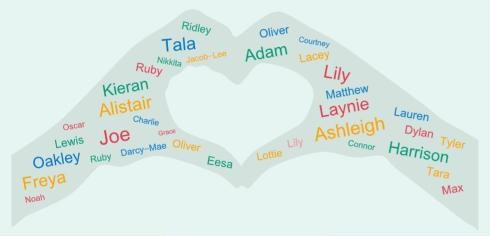 Ridley
Tala
Nikkita
Jacob-Lee
Ruby
Kieran
Alistair
Charlie
Oscar
Lewis
Joe
Grace
Oakley
Ruby
Darcy-Mae
Oliver
Eesa
Freya
Noah
Oliver
Courtney
Adam
Lacey
Lily
Matthew
Laynie
Ashleigh
Lauren
Dylan
Tyler
Lily
Lottie
Connor
Harrison
Tara
Max